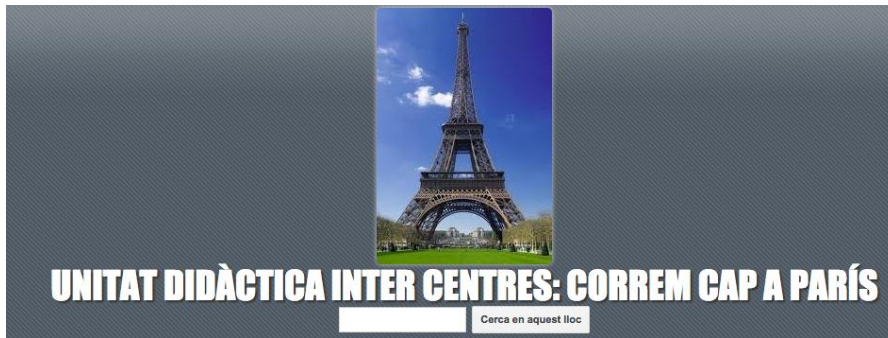 UNITAT DIDÀCTICA INTER CENTRES: CORREM CAP A PARÍS
Cerca en aquest lloc